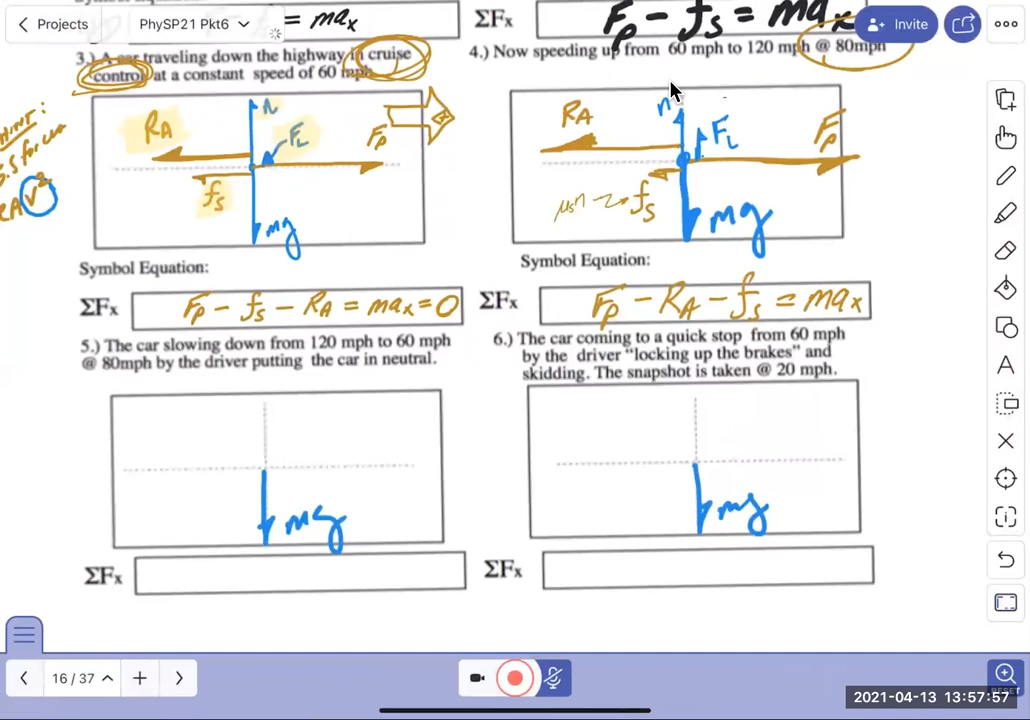 Projects
PhySP21 Pkt6
= max
ΣFx
Fp - fs = max
Invite
3.) A car traveling down the highway in cruise
control at a constant speed of 60 mph
4.) Now speeding up from 60 mph to 120 mph @ 80mph
RA
n
FL
Fp
fs
mg
V²
RA
n
FL
Fp
μsn
fs
mg
Symbol Equation:
ΣFx
Fp - fs - RA = max = 0
Symbol Equation:
ΣFx
Fp - RA - fs = max
5.) The car slowing down from 120 mph to 60 mph
@ 80mph by the driver putting the car in neutral.
mg
ΣFx
6.) The car coming to a quick stop from 60 mph
by the driver “locking up the brakes” and
skidding. The snapshot is taken @ 20 mph.
mg
ΣFx
16 / 37
RESET
2021-04-13 13:57:57